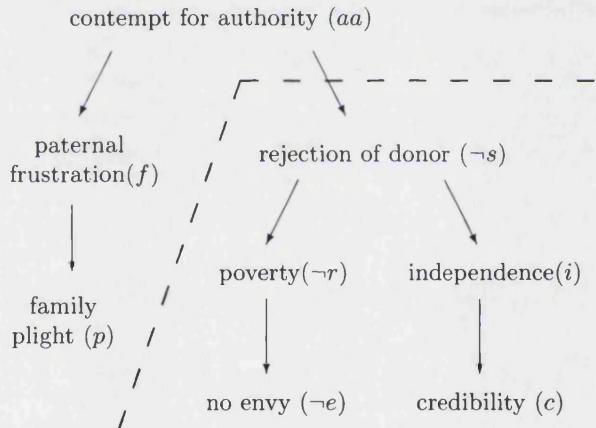 contempt for authority (aa)
paternal
frustration(f)
rejection of donor (¬s)
poverty(¬r)
independence(i)
family
plight (p)
no envy (¬e)
credibility (c)